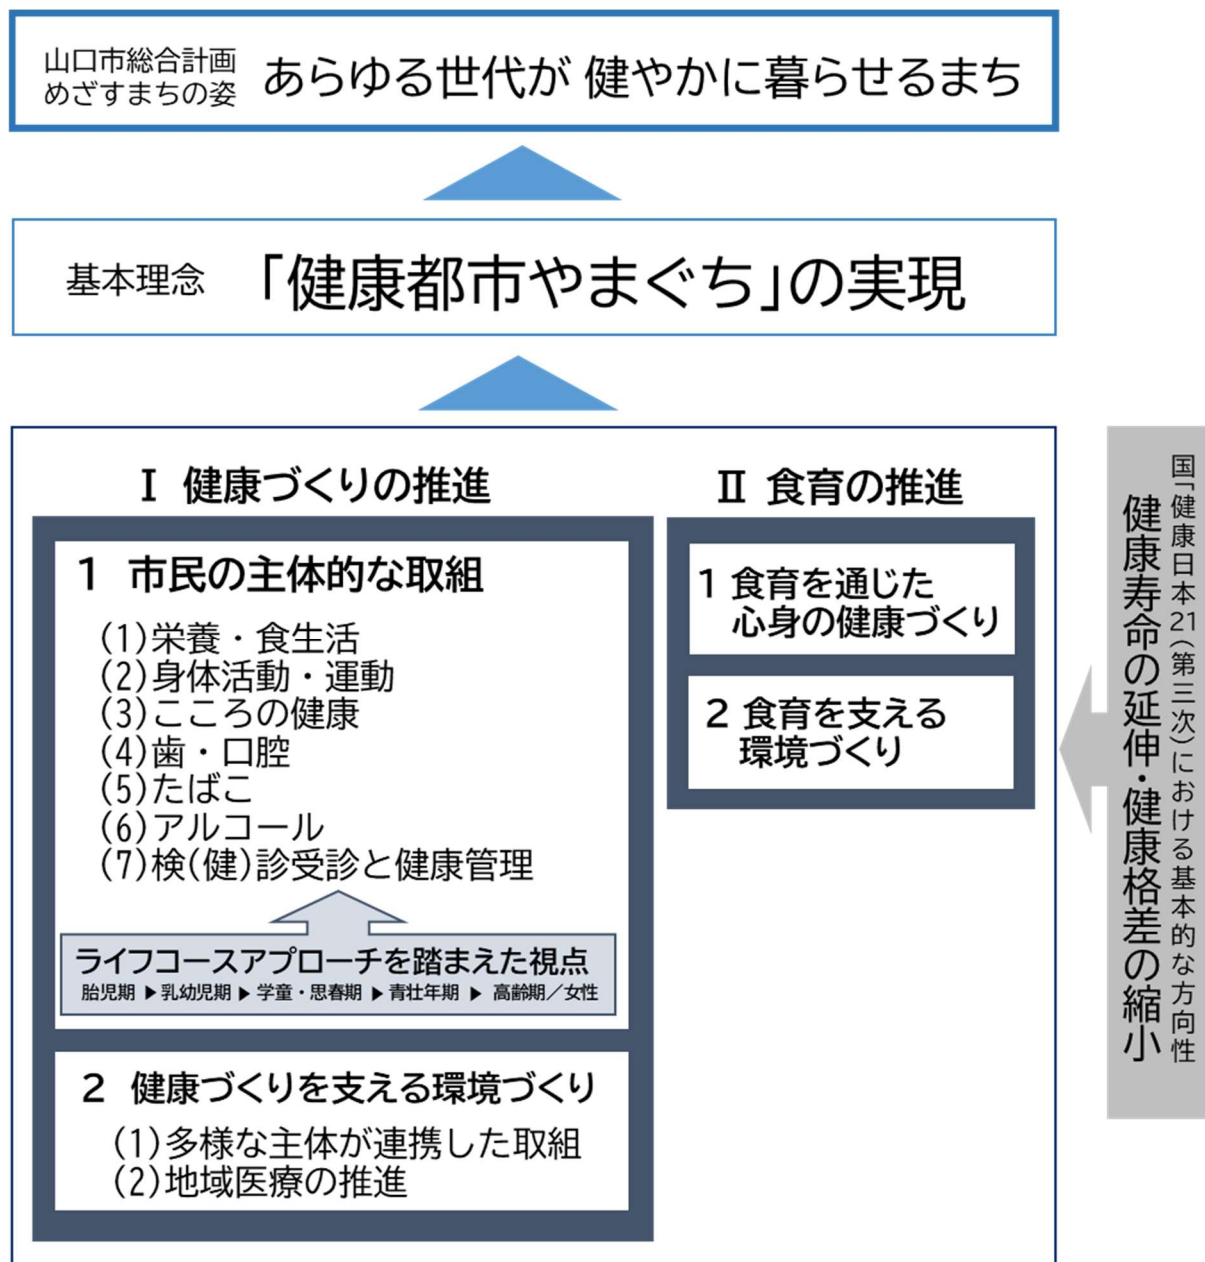 山口市総合計画
めざすまちの姿
あらゆる世代が 健やかに暮らせるまち
基本理念 「健康都市やまぐち」の実現
Ⅰ 健康づくりの推進
1 市民の主体的な取組
(1)栄養・食生活
(2)身体活動・運動
(3)こころの健康
(4)歯・口腔
(5)たばこ
(6)アルコール
(7)検(健)診受診と健康管理
ライフコースアプローチを踏まえた視点
胎児期 ▶ 乳幼児期 ▶ 学童・思春期 ▶ 青壮年期 ▶ 高齢期／女性
2 健康づくりを支える環境づくり
(1)多様な主体が連携した取組
(2)地域医療の推進
Ⅱ 食育の推進
1 食育を通じた
心身の健康づくり
2 食育を支える
環境づくり
国「健康日本21(第三次)における基本的な方向性
健康寿命の延伸・健康格差の縮小